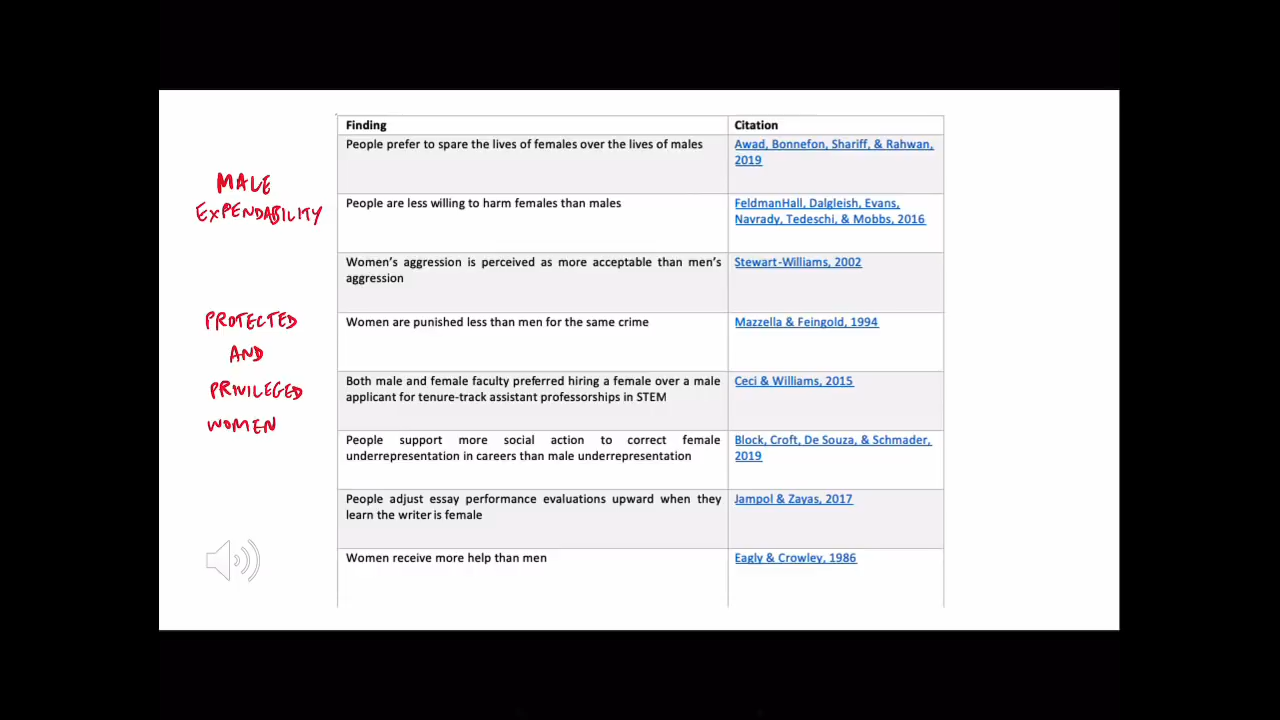 Finding Citation
People prefer to spare the lives of females over the lives of males Awad, Bonnefon, Shariff, & Rahwan,
2019
MALE
EXPENDABILITY
People are less willing to harm females than males FeldmanHall, Dalgleish, Evans,
Navrady, Tedeschi, & Mobbs, 2016
Women's aggression is perceived as more acceptable than men's Stewart-Williams, 2002
aggression
PROTECTED
AND
PRIVILEGED
WOMEN
Women are punished less than men for the same crime Mazzella & Feingold, 1994
Both male and female faculty preferred hiring a female over a male Ceci & Williams, 2015
applicant for tenure-track assistant professorships in STEM
People support more social action to correct female Block, Croft, De Souza, & Schmader,
underrepresentation in careers than male underrepresentation 2019
People adjust essay performance evaluations upward when they Jampol & Zayas, 2017
learn the writer is female
Women receive more help than men Eagly & Crowley, 1986